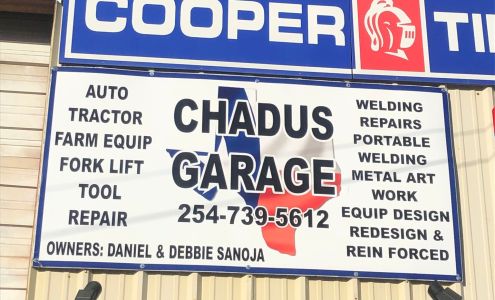 COOPER TI
AUTO
TRACTOR
FARM EQUIP
FORK LIFT
TOOL
REPAIR
CHADUS
GARAGE
254-739-5612
WELDING
REPAIRS
PORTABLE
WELDING
METAL ART
WORK
EQUIP DESIGN
REDESIGN &
REIN FORCED
OWNERS: DANIEL & DEBBIE SANOJA